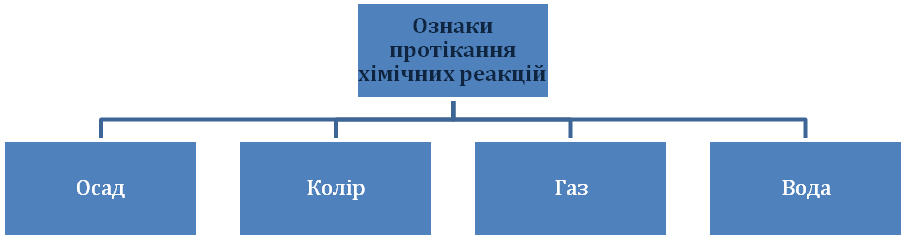 Ознаки
протікання
хімічних реакцій
Осад
Колір
Газ
Вода